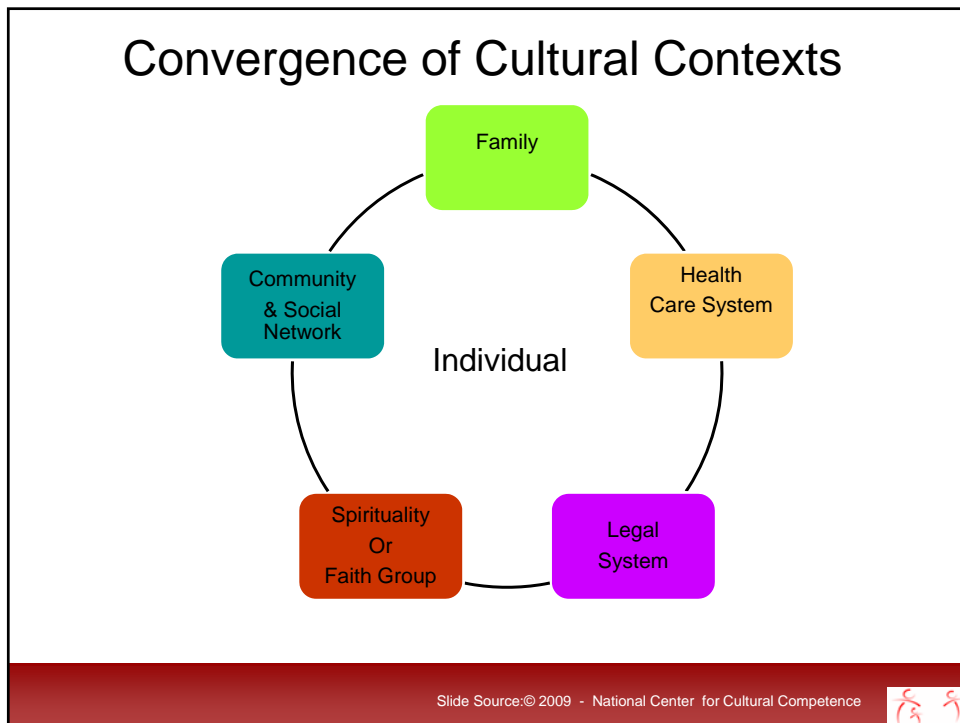 Convergence of Cultural Contexts
Family
Health
Care System
Community
& Social
Network
Individual
Spirituality
Or
Faith Group
Legal
System
Slide Source:© 2009 - National Center for Cultural Competence